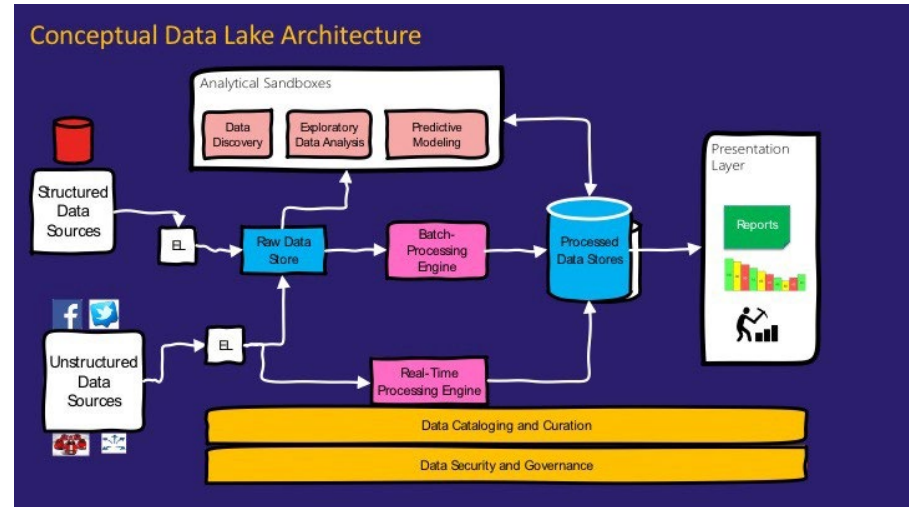 Conceptual Data Lake Architecture
Analytical Sandboxes
Data
Discovery
Exploratory
Data Analysis
Predictive
Modeling
Structured
Data
Sources
EL
Raw Data
Store
Batch-
Processing
Engine
Processed
Data Stores
Presentation
Layer
Reports
Unstructured
Data
Sources
EL
Real-Time
Processing Engine
Data Cataloging and Curation
Data Security and Governance